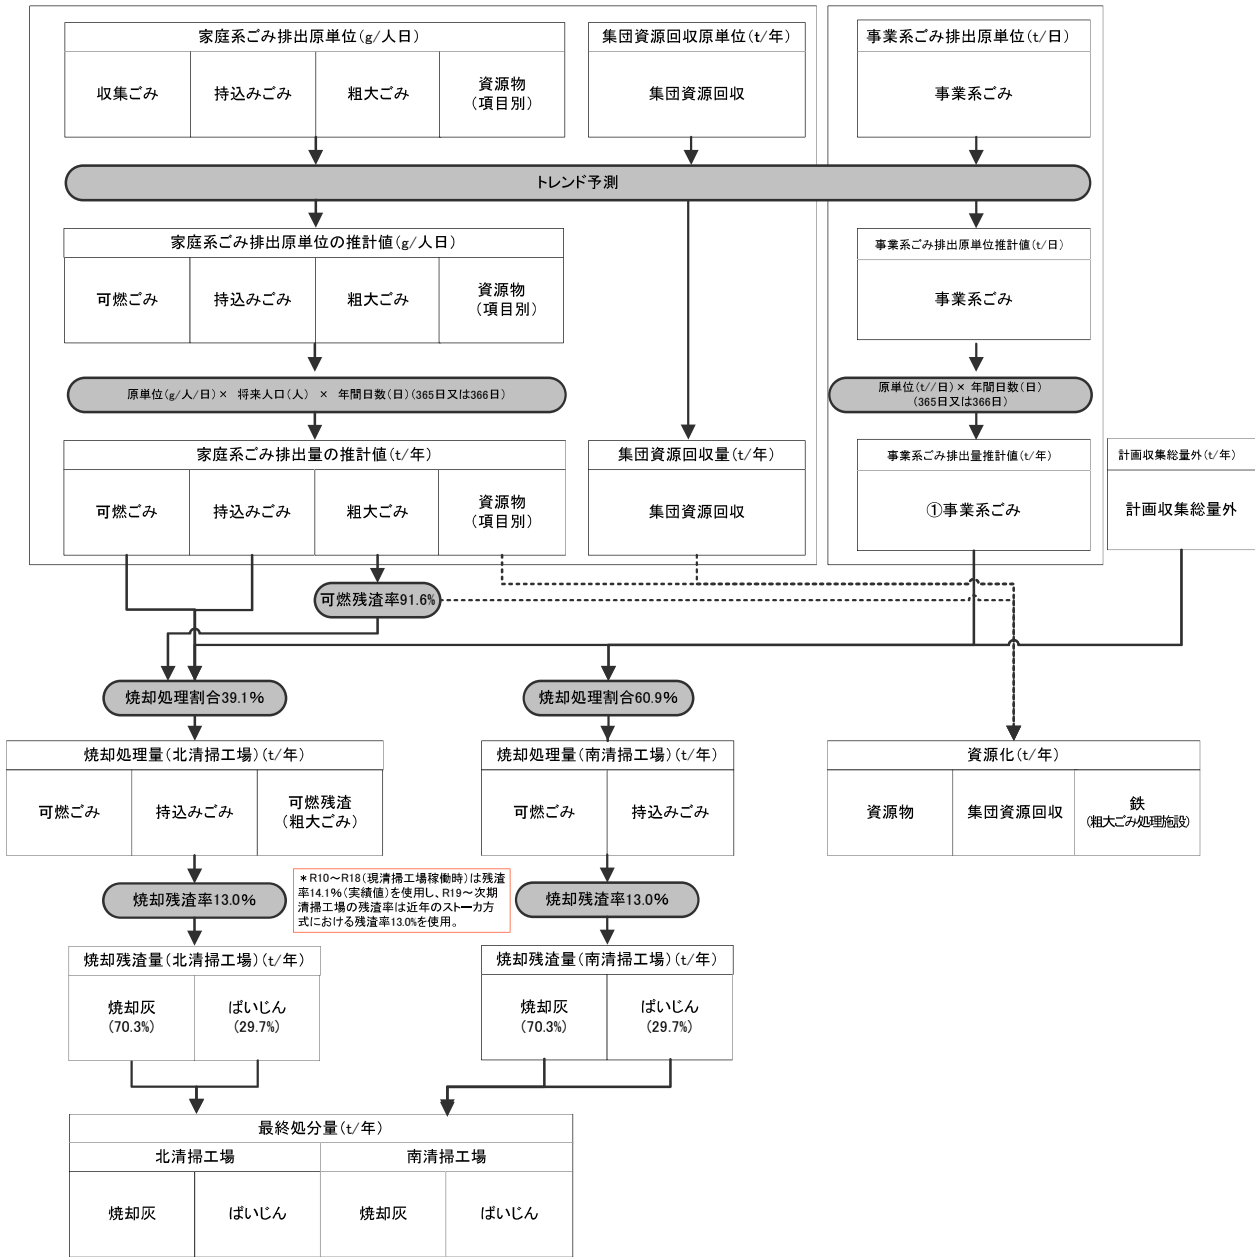 家庭系ごみ排出原単位(g/人日)
収集ごみ
持込みごみ
粗大ごみ
資源物
(項目別)
集団資源回収原単位(t/年)
集団資源回収
事業系ごみ排出原単位(t/日)
事業系ごみ
トレンド予測
家庭系ごみ排出原単位の推計値(g/人日)
可燃ごみ
持込みごみ
粗大ごみ
資源物
(項目別)
事業系ごみ排出原単位推計値(t/日)
事業系ごみ
原単位(g/人/日)× 将来人口(人) × 年間日数(日)(365日又は366日)
原単位(t//日)× 年間日数(日)
(365日又は366日)
家庭系ごみ排出量の推計値(t/年)
可燃ごみ
持込みごみ
粗大ごみ
資源物
(項目別)
集団資源回収量(t/年)
集団資源回収
事業系ごみ排出量推計値(t/年)
①事業系ごみ
計画収集総量外(t/年)
計画収集総量外
可燃残渣率91.6%
焼却処理割合39.1%
焼却処理割合60.9%
焼却処理量(北清掃工場)(t/年)
可燃ごみ
持込みごみ
可燃残渣
(粗大ごみ)
焼却処理量(南清掃工場)(t/年)
可燃ごみ
持込みごみ
資源化(t/年)
資源物
集団資源回収
鉄
(粗大ごみ処理施設)
焼却残渣率13.0%
*R10~R18(現清掃工場稼働時)は残渣
率14.1%(実績値)を使用し、R19~次期
清掃工場の残渣率は近年のストーカ方
式における残渣率13.0%を使用。
焼却残渣率13.0%
焼却残渣量(北清掃工場)(t/年)
焼却灰
(70.3%)
ばいじん
(29.7%)
焼却残渣量(南清掃工場)(t/年)
焼却灰
(70.3%)
ばいじん
(29.7%)
最終処分量(t/年)
北清掃工場
南清掃工場
焼却灰
ばいじん
焼却灰
ばいじん